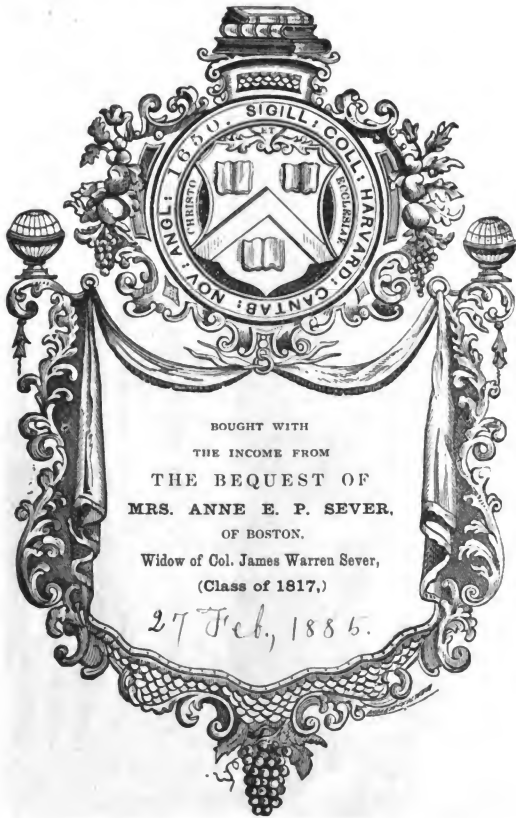 SIGILL: COLL: HARVARD: CANTAB: NOV: ANGL: 1650.
CHRISTO ET ECCLESIAE
BOUGHT WITH
THE INCOME FROM
THE BEQUEST OF
MRS. ANNE E. P. SEVER,
OF BOSTON.
Widow of Col. James Warren Sever,
(Class of 1817,)
27 Feb., 1885.